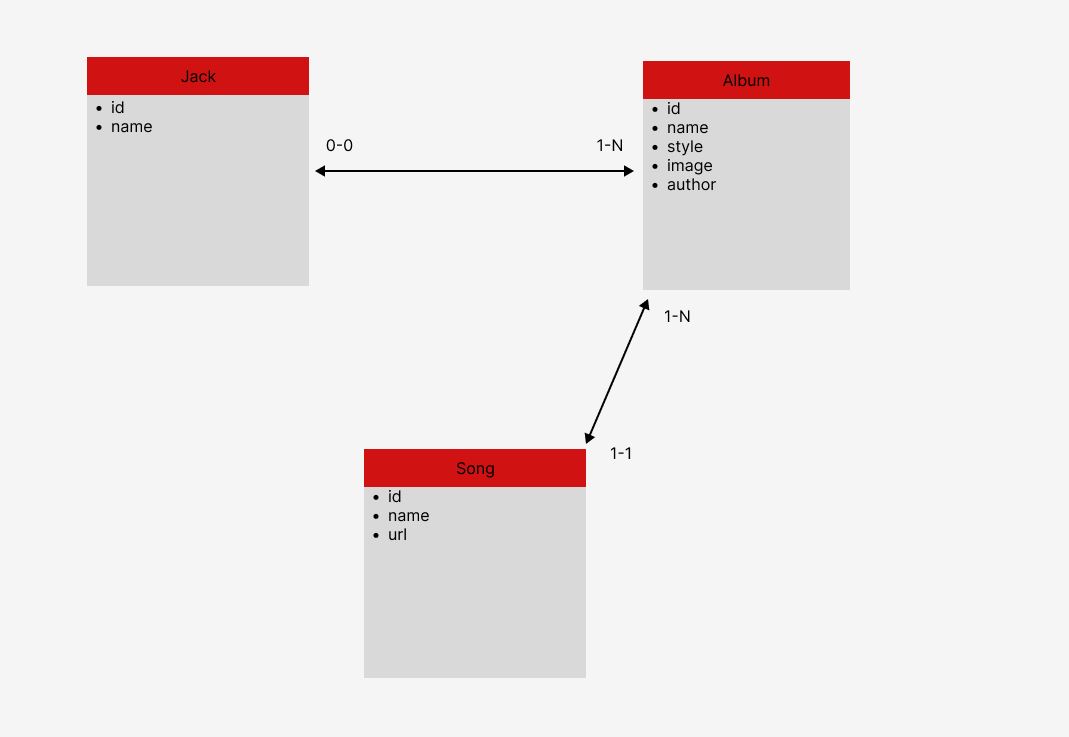 Jack
• id
• name
0-0
1-N
Album
• id
• name
• style
• image
• author
1-N
1-1
Song
• id
• name
• url